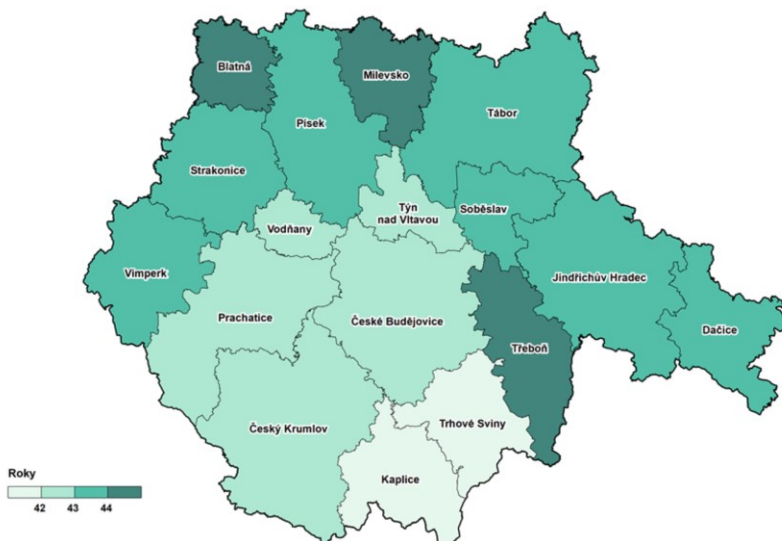 Blatná
Milevsko
Písek
Tábor
Strakonice
Týn
nad Vltavou
Soběslav
Vodňany
Vimperk
Jindřichův Hradec
Prachatice
České Budějovice
Dačice
Třeboň
Český Krumlov
Trhové Sviny
Kaplice
Roky
42 43 44